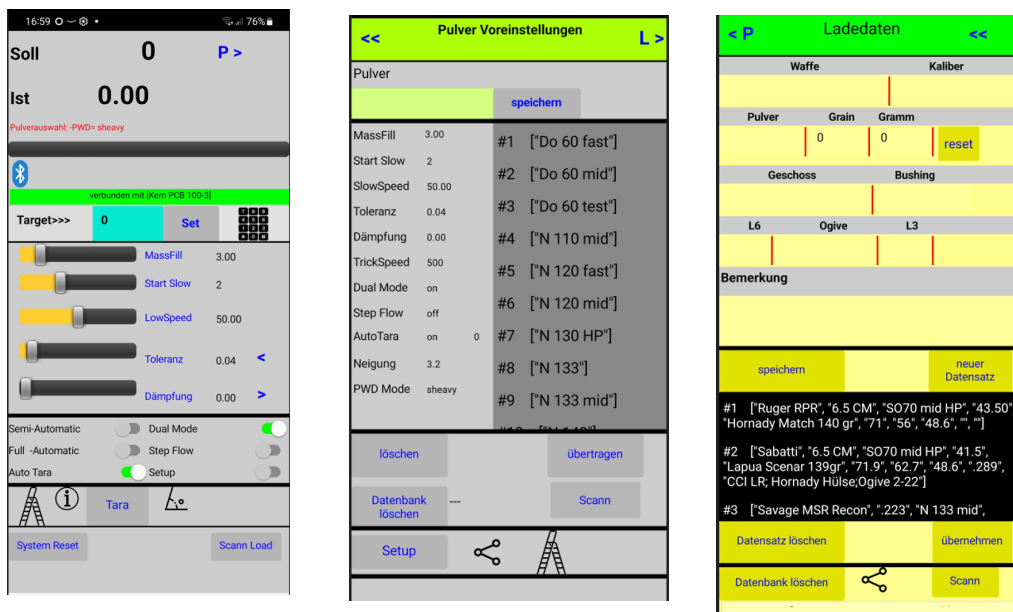 16:59 76%
Soll 0 P >
Ist 0.00
Pulverauswahl: -PWD= sheavy
verbunden mit [Kern PCB 100-3]
Target>>> 0 Set
MassFill 3.00
Start Slow 2
LowSpeed 50.00
Toleranz 0.04 <
Dämpfung 0.00 >
Semi-Automatic Dual Mode
Full -Automatic Step Flow
Auto Tara Setup
Tara
System Reset Scann Load
<< Pulver Voreinstellungen L >
Pulver
speichern
MassFill 3.00
Start Slow 2
SlowSpeed 50.00
Toleranz 0.04
Dämpfung 0.00
TrickSpeed 500
Dual Mode on
Step Flow off
AutoTara on 0
Neigung 3.2
PWD Mode sheavy
#1 ["Do 60 fast"]
#2 ["Do 60 mid"]
#3 ["Do 60 test"]
#4 ["N 110 mid"]
#5 ["N 120 fast"]
#6 ["N 120 mid"]
#7 ["N 130 HP"]
#8 ["N 133"]
#9 ["N 133 mid"]
löschen übertragen
Datenbank löschen --- Scann
Setup
< P Ladedaten <<
Waffe Kaliber
Pulver Grain Gramm
0 0 reset
Geschoss Bushing
L6 Ogive L3
Bemerkung
speichern neuer
Datensatz
#1 ["Ruger RPR", "6.5 CM", "SO70 mid HP", "43.50"
"Hornady Match 140 gr", "71", "56", "48.6", "", ""]
#2 ["Sabatti", "6.5 CM", "SO70 mid HP", "41.5",
"Lapua Scenar 139gr", "71.9", "62.7", "48.6", ".289",
"CCI LR; Hornady Hülse;Ogive 2-22"]
#3 ["Savage MSR Recon", ".223", "N 133 mid",
Datensatz löschen übernehmen
Datenbank löschen Scann